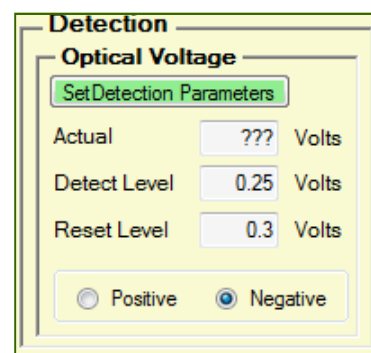 Detection
Optical Voltage
SetDetection Parameters
Actual ??? Volts
Detect Level 0.25 Volts
Reset Level 0.3 Volts
Positive Negative